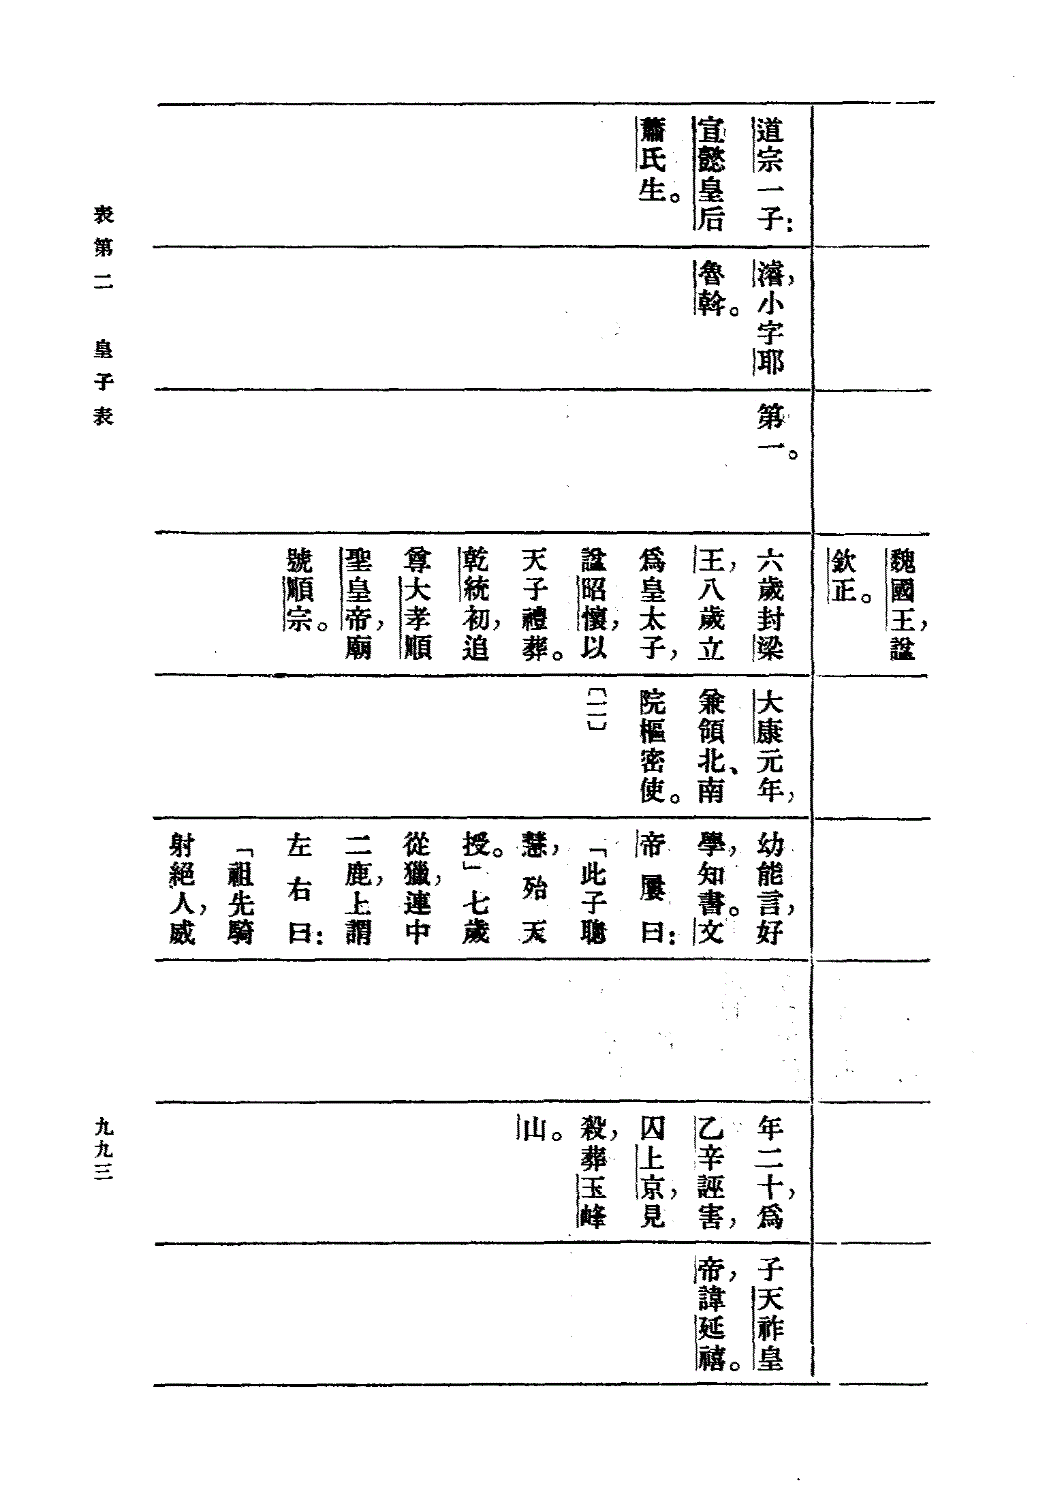 魏國王，諡
欽正。
道宗一子：
宣懿皇后
蕭氏生。
濬，小字耶
魯斡。
第一。
六歲封梁
王，八歲立
爲皇太子，
諡昭懷，以
天子禮葬。
乾統初，追
尊大孝順
聖皇帝，廟
號順宗。
大康元年，
兼領北、南
院樞密使。
〔二〕
幼能言，好
學，知書。文
帝屢曰：
「此子聰
慧，殆天
授。」七歲
從獵，連中
二鹿，上謂
左右曰：
「祖先騎
射絕人，威
年二十，爲
乙辛誣害，
囚上京，見
殺，葬玉峰
山。
子天祚皇
帝，諱延禧。
表第二　皇子表
九九三